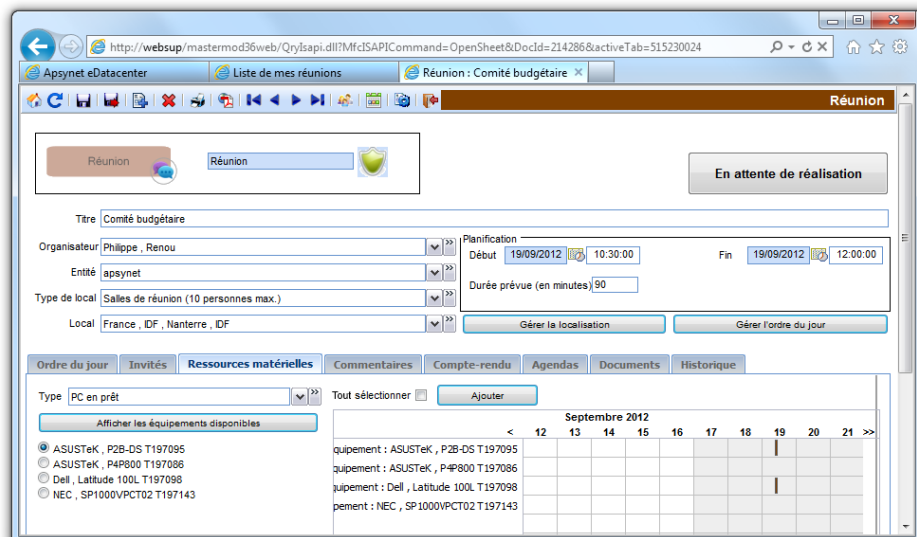 http://websup/mastermod36web/QryIsapi.dll?MfcISAPICommand=OpenSheet&DocId=214286&activeTab=515230024
Apsynet eDatacenter Liste de mes réunions Réunion : Comité budgétaire
Réunion
Réunion Réunion
En attente de réalisation
Titre Comité budgétaire
Organisateur Philippe , Renou
Planification
Début 19/09/2012 10:30:00 Fin 19/09/2012 12:00:00
Entité apsynet
Durée prévue (en minutes) 90
Type de local Salles de réunion (10 personnes max.)
Local France , IDF , Nanterre , IDF
Gérer la localisation Gérer l'ordre du jour
Ordre du jour Invités Ressources matérielles Commentaires Compte-rendu Agendas Documents Historique
Type PC en prêt Tout sélectionner Ajouter
Afficher les équipements disponibles
Septembre 2012
< 12 13 14 15 16 17 18 19 20 21 >>
ASUSTeK , P2B-DS T197095 quipement : ASUSTeK , P2B-DS T197095
ASUSTeK , P4P800 T197086 quipement : ASUSTeK , P4P800 T197086
Dell , Latitude 100L T197098 uipement : Dell , Latitude 100L T197098
NEC , SP1000VPCT02 T197143 pement : NEC , SP1000VPCT02 T197143